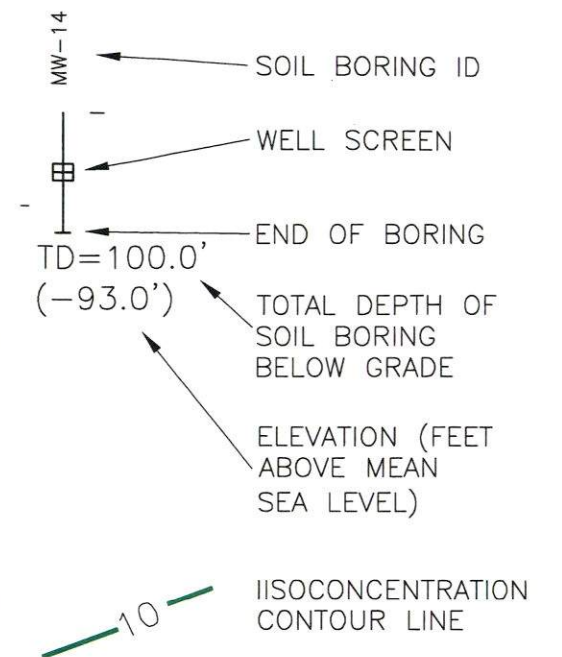 MW-14
SOIL BORING ID
WELL SCREEN
END OF BORING
TD=100.0'
(-93.0')
TOTAL DEPTH OF
SOIL BORING
BELOW GRADE
ELEVATION (FEET
ABOVE MEAN
SEA LEVEL)
10
IISOCONCENTRATION
CONTOUR LINE